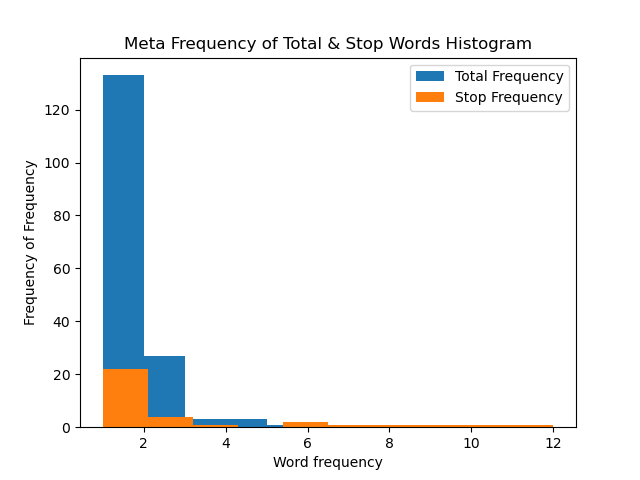 Meta Frequency of Total & Stop Words Histogram
Total Frequency
Stop Frequency
Frequency of Frequency
120
100
80
60
40
20
0
2 4 6 8 10 12
Word frequency